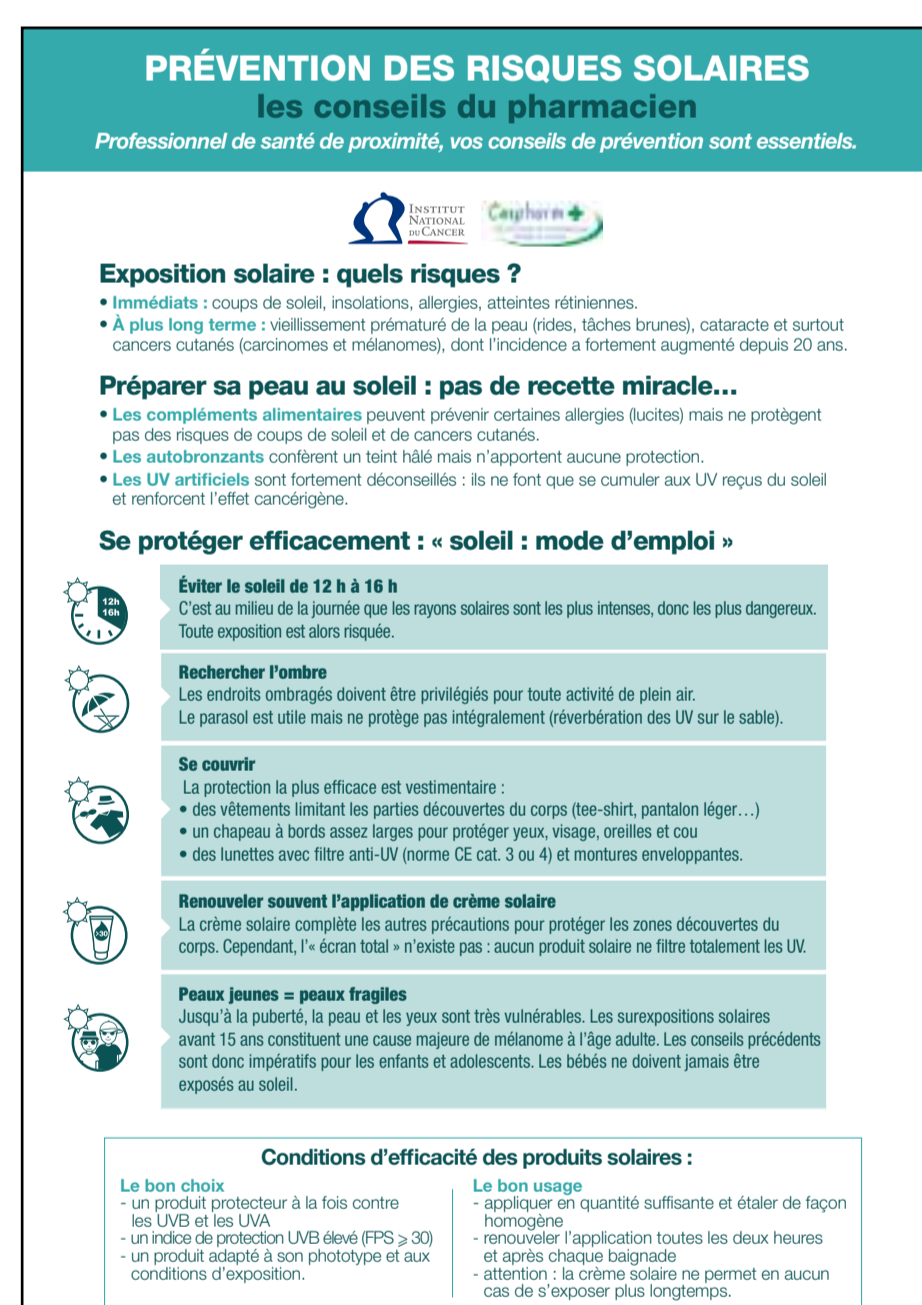 PRÉVENTION DES RISQUES SOLAIRES
les conseils du pharmacien
Professionnel de santé de proximité, vos conseils de prévention sont essentiels.
INSTITUT
NATIONAL
DU CANCER
Cespharm
Exposition solaire : quels risques ?
• Immédiats : coups de soleil, insolations, allergies, atteintes rétiniennes.
• À plus long terme : vieillissement prématuré de la peau (rides, tâches brunes), cataracte et surtout
cancers cutanés (carcinomes et mélanomes), dont l'incidence a fortement augmenté depuis 20 ans.
Préparer sa peau au soleil : pas de recette miracle…
• Les compléments alimentaires peuvent prévenir certaines allergies (lucites) mais ne protègent
pas des risques de coups de soleil et de cancers cutanés.
• Les autobronzants confèrent un teint hâlé mais n'apportent aucune protection.
• Les UV artificiels sont fortement déconseillés : ils ne font que se cumuler aux UV reçus du soleil
et renforcent l'effet cancérigène.
Se protéger efficacement : « soleil : mode d'emploi »
12h
16h
Éviter le soleil de 12 h à 16 h
C'est au milieu de la journée que les rayons solaires sont les plus intenses, donc les plus dangereux.
Toute exposition est alors risquée.
Rechercher l'ombre
Les endroits ombragés doivent être privilégiés pour toute activité de plein air.
Le parasol est utile mais ne protège pas intégralement (réverbération des UV sur le sable).
Se couvrir
La protection la plus efficace est vestimentaire :
• des vêtements limitant les parties découvertes du corps (tee-shirt, pantalon léger…)
• un chapeau à bords assez larges pour protéger yeux, visage, oreilles et cou
• des lunettes avec filtre anti-UV (norme CE cat. 3 ou 4) et montures enveloppantes.
>30
Renouveler souvent l'application de crème solaire
La crème solaire complète les autres précautions pour protéger les zones découvertes du
corps. Cependant, l'« écran total » n'existe pas : aucun produit solaire ne filtre totalement les UV.
Peaux jeunes = peaux fragiles
Jusqu'à la puberté, la peau et les yeux sont très vulnérables. Les surexpositions solaires
avant 15 ans constituent une cause majeure de mélanome à l'âge adulte. Les conseils précédents
sont donc impératifs pour les enfants et adolescents. Les bébés ne doivent jamais être
exposés au soleil.
Conditions d'efficacité des produits solaires :
Le bon choix
- un produit protecteur à la fois contre
les UVB et les UVA
- un indice de protection UVB élevé (FPS ⩾ 30)
- un produit adapté à son phototype et aux
conditions d'exposition.
Le bon usage
- appliquer en quantité suffisante et étaler de façon
homogène
- renouveler l'application toutes les deux heures
et après chaque baignade
- attention : la crème solaire ne permet en aucun
cas de s'exposer plus longtemps.